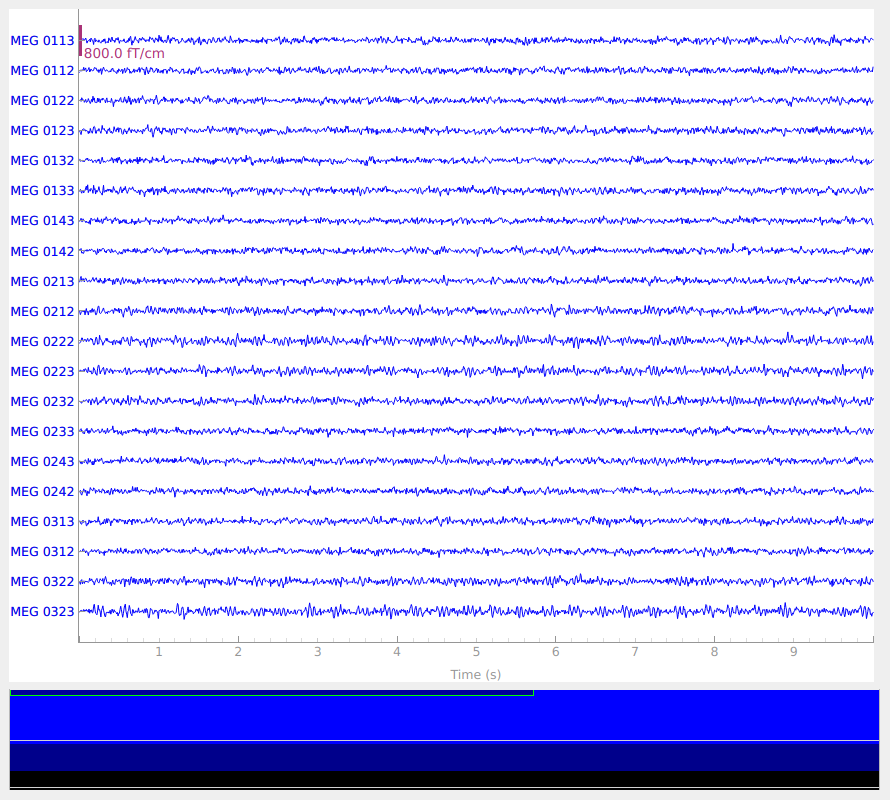 MEG 0113
800.0 fT/cm
MEG 0112
MEG 0122
MEG 0123
MEG 0132
MEG 0133
MEG 0143
MEG 0142
MEG 0213
MEG 0212
MEG 0222
MEG 0223
MEG 0232
MEG 0233
MEG 0243
MEG 0242
MEG 0313
MEG 0312
MEG 0322
MEG 0323
1 2 3 4 5 6 7 8 9
Time (s)